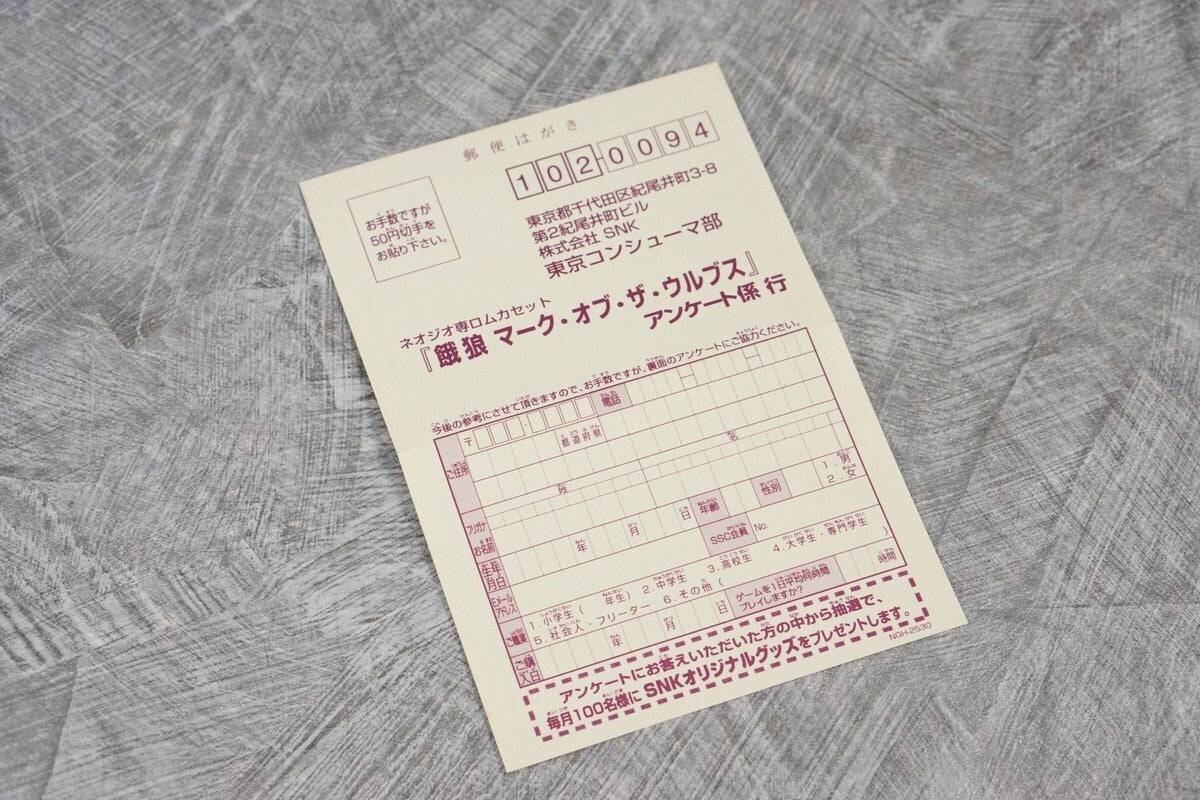 郵便はがき
お手数ですが
50円切手を
お貼り下さい。
102-0094
東京都千代田区紀尾井町3-8
第2紀尾井町ビル
株式会社 SNK
東京コンシューマ部
ネオジオ専ロムカセット
『餓狼 マーク・オブ・ザ・ウルブス』
アンケート係 行
今後の参考にさせて頂きますので、お手数ですが、裏面のアンケートにご協力ください。
ご住所
〒
電話
都道府県
フリガナ
お名前
姓
名
生年月日
年
月
日
年齢
性別
1. 男
2. 女
Eメールアドレス
SSC会員
No.
ご職業
1. 小学生 ( 年生) 2. 中学生 3. 高校生 4. 大学生・専門学生
5. 社会人・フリーター 6. その他 ( )
ご購入日
年
月
日
ゲームを1日平均何時間
プレイしますか?
時間
アンケートにお答えいただいた方の中から抽選で、
毎月100名様に SNKオリジナルグッズをプレゼントします。
NGH-2530